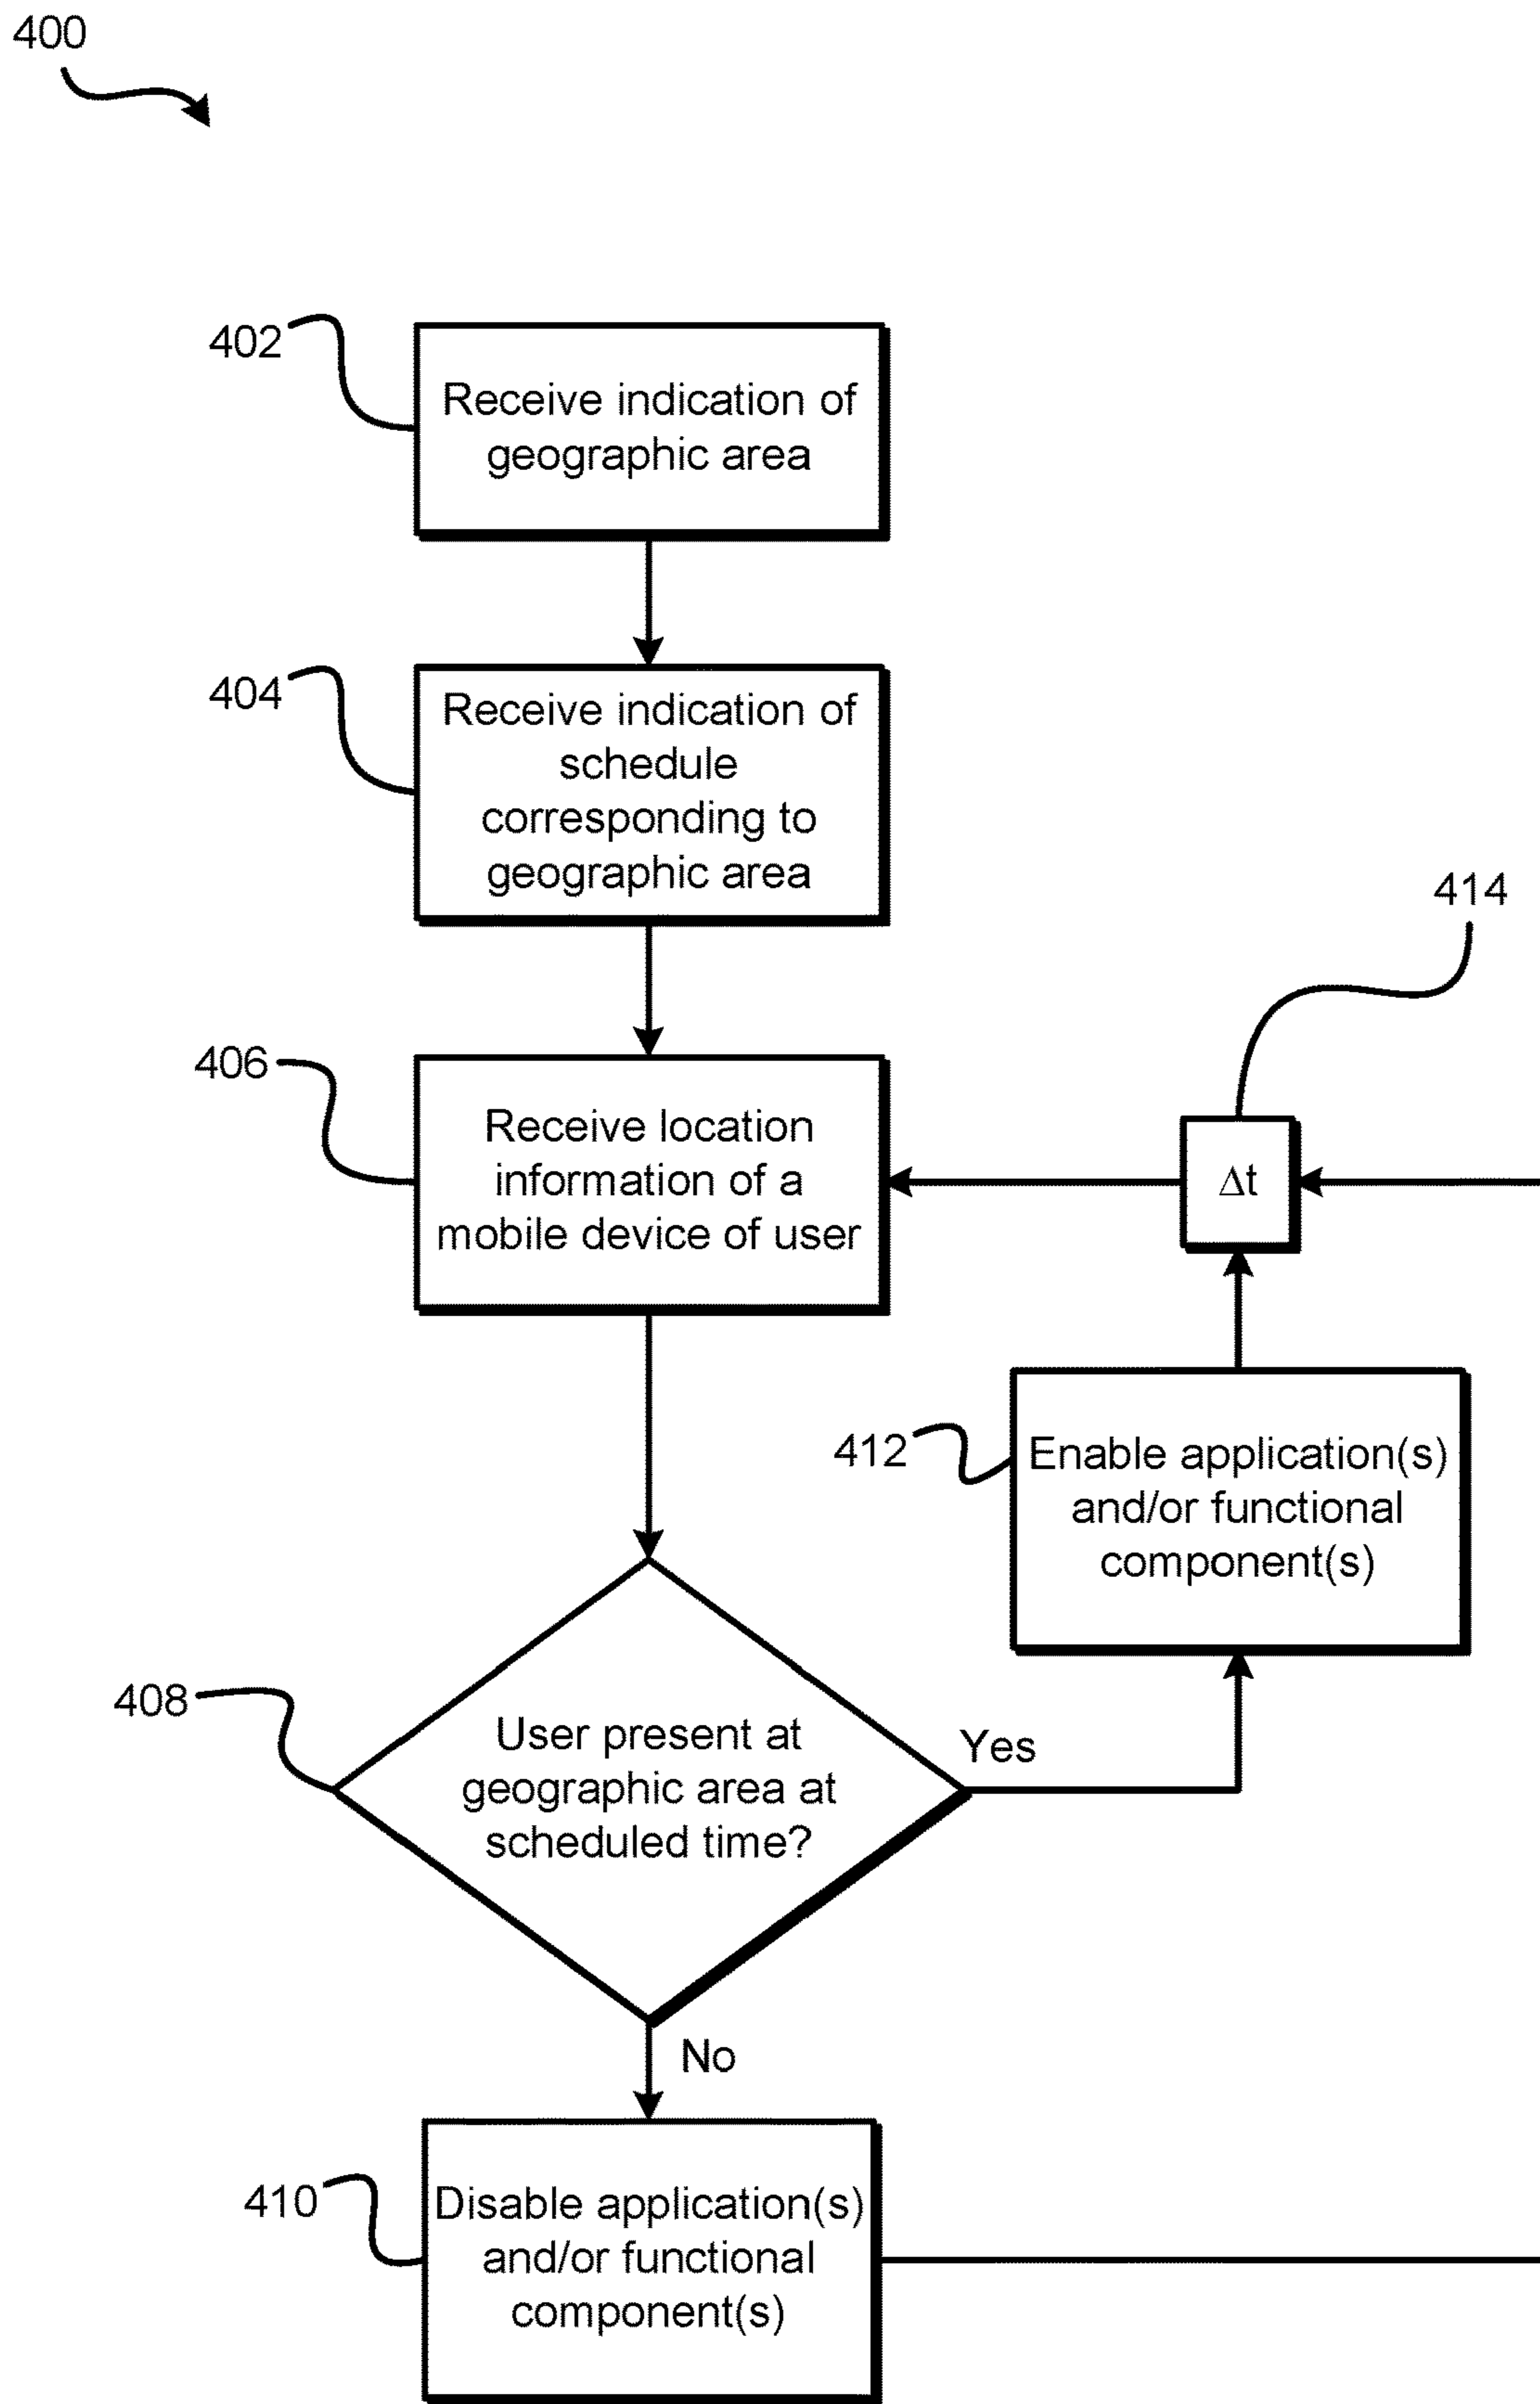 400
402
Receive indication of
geographic area
404
Receive indication of
schedule
corresponding to
geographic area
414
406
Receive location
information of a
mobile device of user
Δt
412
Enable application(s)
and/or functional
component(s)
408
User present at
geographic area at
scheduled time?
Yes
No
410
Disable application(s)
and/or functional
component(s)